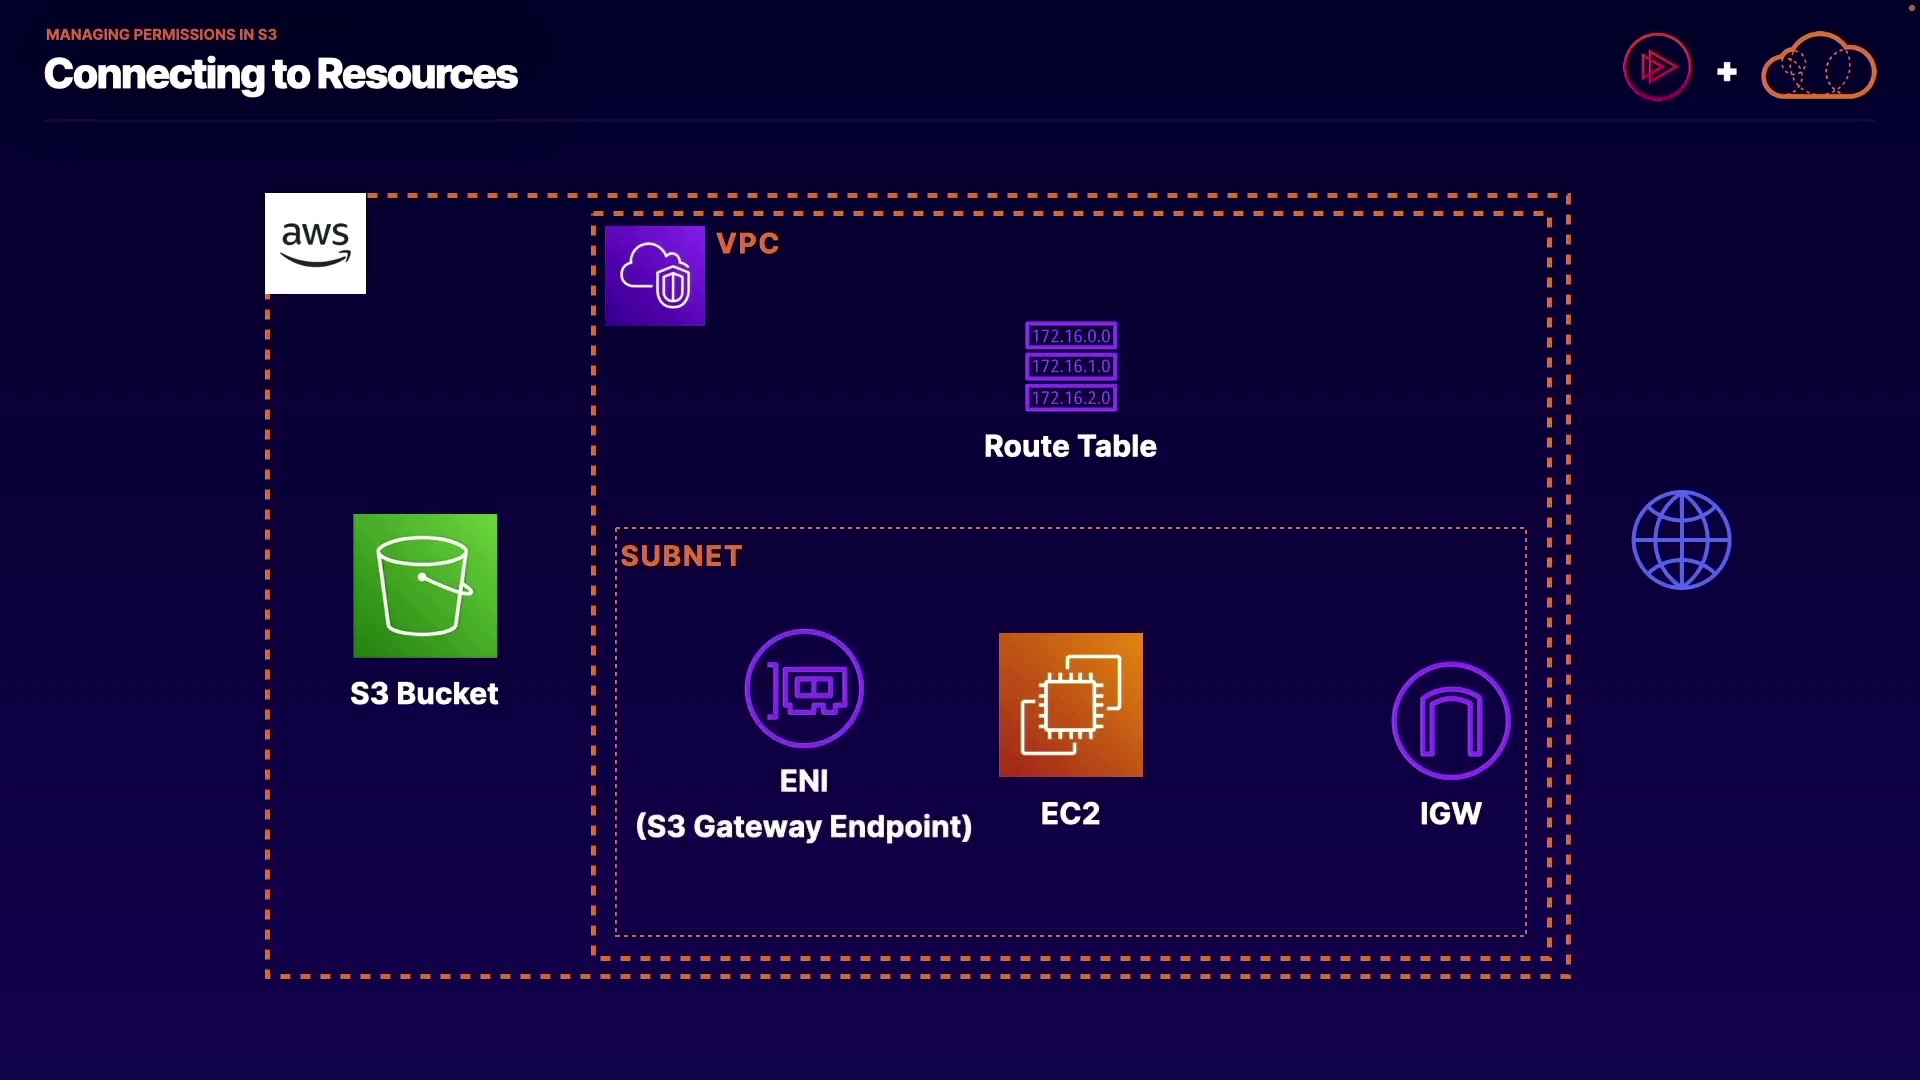 MANAGING PERMISSIONS IN S3
Connecting to Resources
+
aws
VPC
172.16.0.0
172.16.1.0
172.16.2.0
Route Table
SUBNET
S3 Bucket
ENI
(S3 Gateway Endpoint)
EC2
IGW